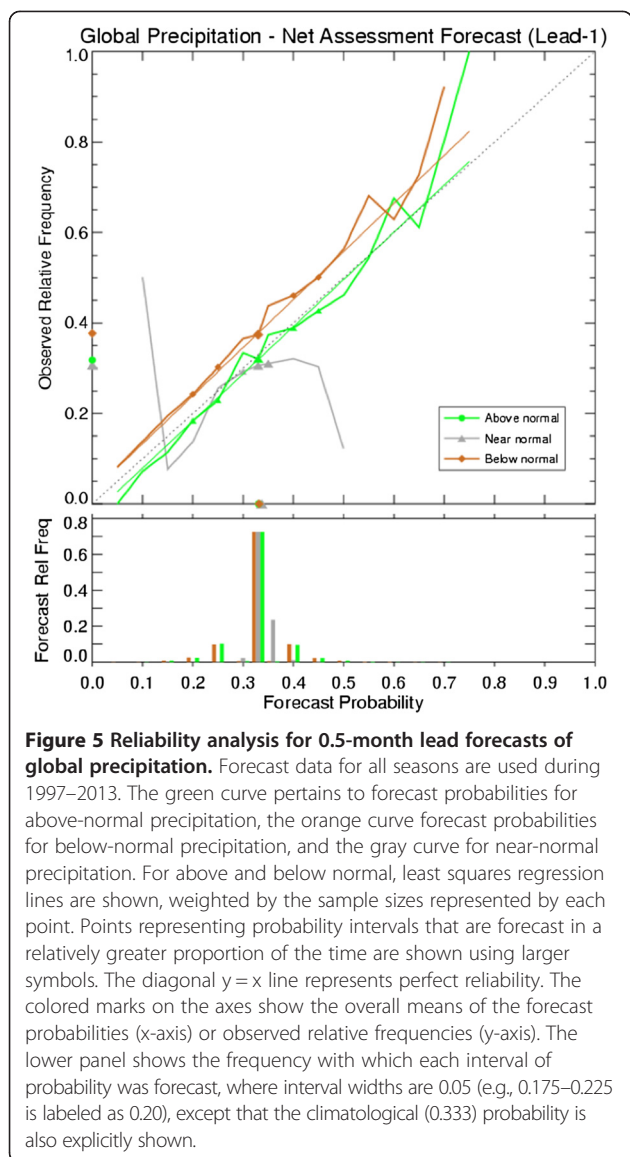 Global Precipitation - Net Assessment Forecast (Lead-1)
1.0
0.8
0.6
0.4
0.2
0.0
Observed Relative Frequency
Above normal
Near normal
Below normal
0.8
0.6
0.4
0.2
0.0
Forecast Rel Freq
0.0 0.1 0.2 0.3 0.4 0.5 0.6 0.7 0.8 0.9 1.0
Forecast Probability
Figure 5 Reliability analysis for 0.5-month lead forecasts of
global precipitation. Forecast data for all seasons are used during
1997–2013. The green curve pertains to forecast probabilities for
above-normal precipitation, the orange curve forecast probabilities
for below-normal precipitation, and the gray curve for near-normal
precipitation. For above and below normal, least squares regression
lines are shown, weighted by the sample sizes represented by each
point. Points representing probability intervals that are forecast in a
relatively greater proportion of the time are shown using larger
symbols. The diagonal y = x line represents perfect reliability. The
colored marks on the axes show the overall means of the forecast
probabilities (x-axis) or observed relative frequencies (y-axis). The
lower panel shows the frequency with which each interval of
probability was forecast, where interval widths are 0.05 (e.g., 0.175–0.225
is labeled as 0.20), except that the climatological (0.333) probability is
also explicitly shown.